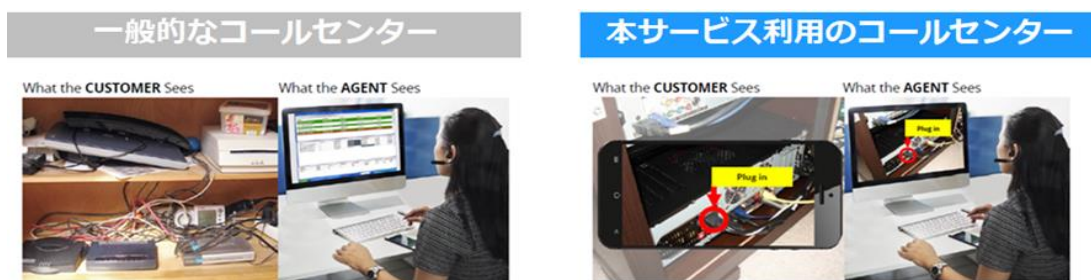 一般的なコールセンター
What the CUSTOMER Sees
What the AGENT Sees
本サービス利用のコールセンター
What the CUSTOMER Sees
What the AGENT Sees
Plug in
Plug in